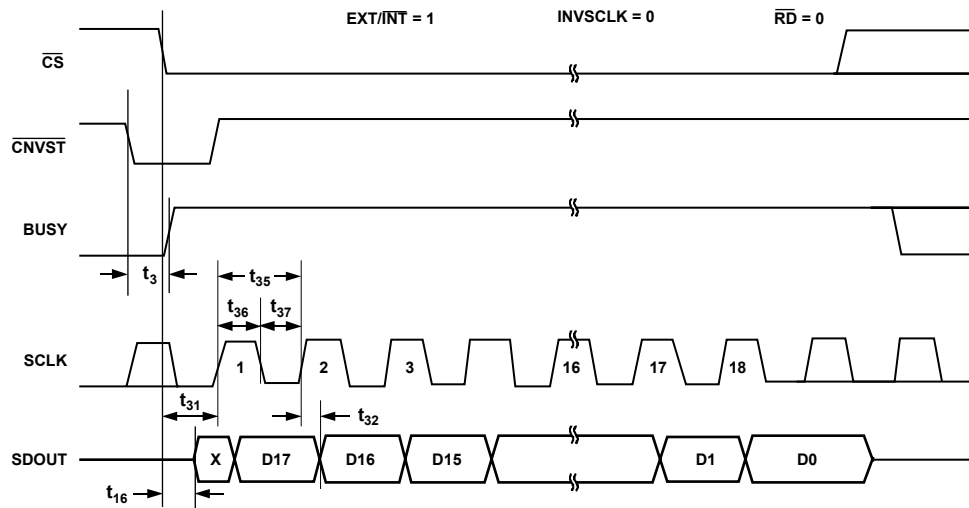 EXT/INT = 1 INVSCLK = 0 RD = 0
CS
CNVST
BUSY
t3
t35
t36 t37
SCLK
1 2 3 16 17 18
t31
t32
SDOUT
X D17 D16 D15 D1 D0
t16